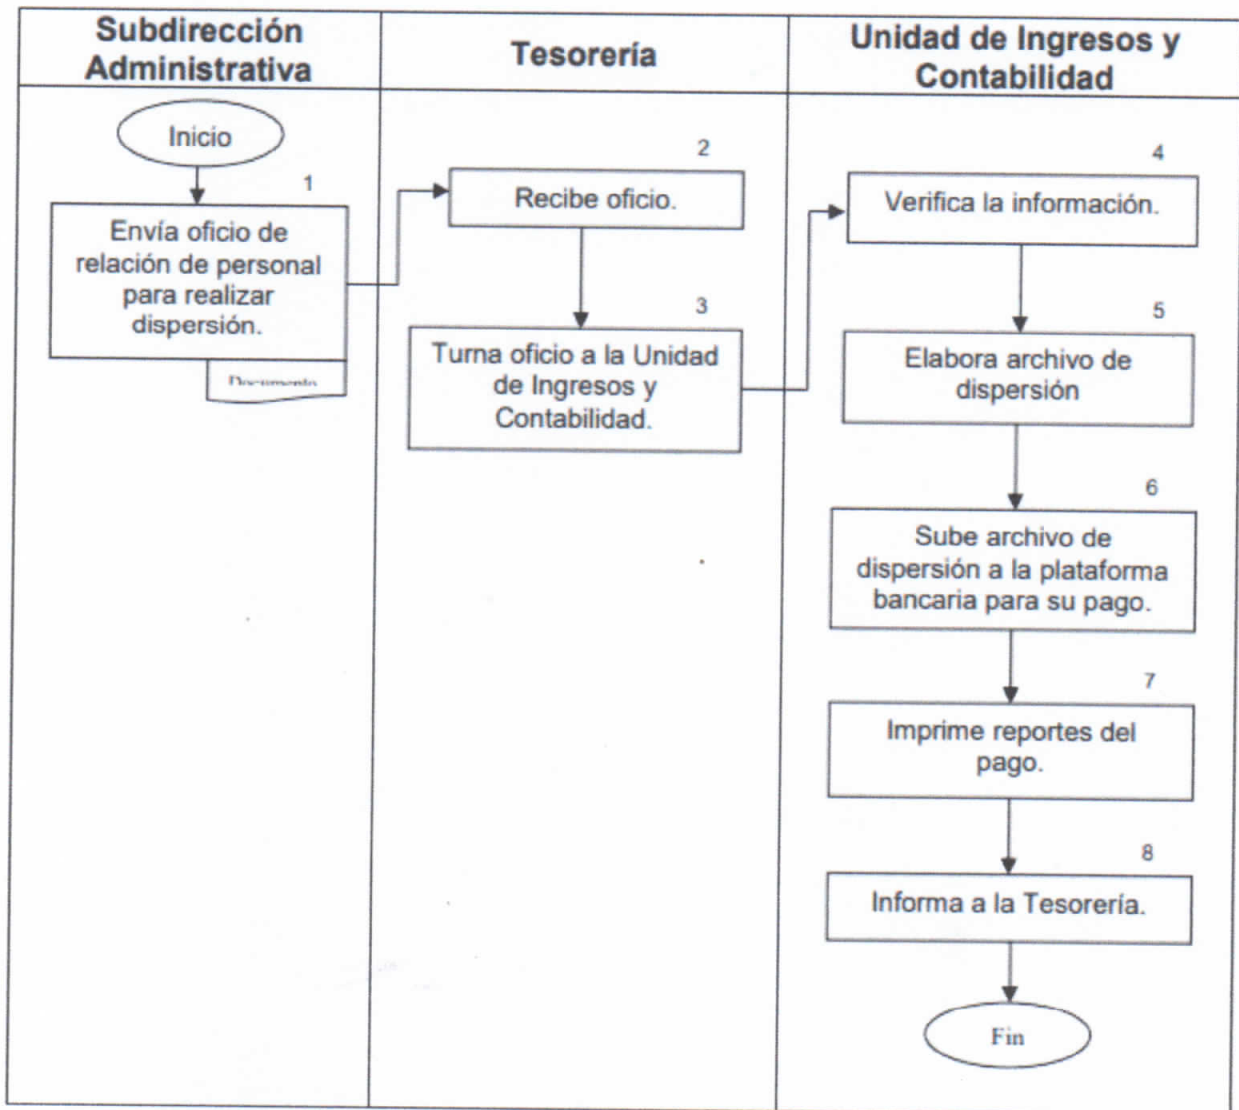 Subdirección
Administrativa
Tesorería
Unidad de Ingresos y
Contabilidad
Inicio
1
Envía oficio de
relación de personal
para realizar
dispersión.
Documento
2
Recibe oficio.
3
Turna oficio a la Unidad
de Ingresos y
Contabilidad.
4
Verifica la información.
5
Elabora archivo de
dispersión
6
Sube archivo de
dispersión a la plataforma
bancaria para su pago.
7
Imprime reportes del
pago.
8
Informa a la Tesorería.
Fin